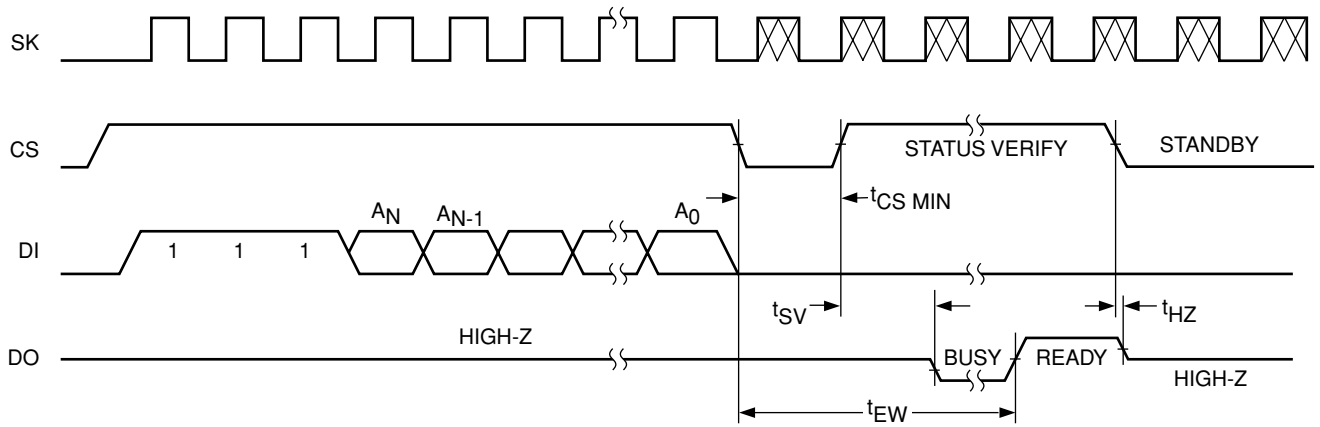 SK
CS
STATUS VERIFY
STANDBY
tCS MIN
DI
1 1 1 AN AN-1 A0
tSV
tHZ
DO
HIGH-Z
BUSY
READY
HIGH-Z
tEW